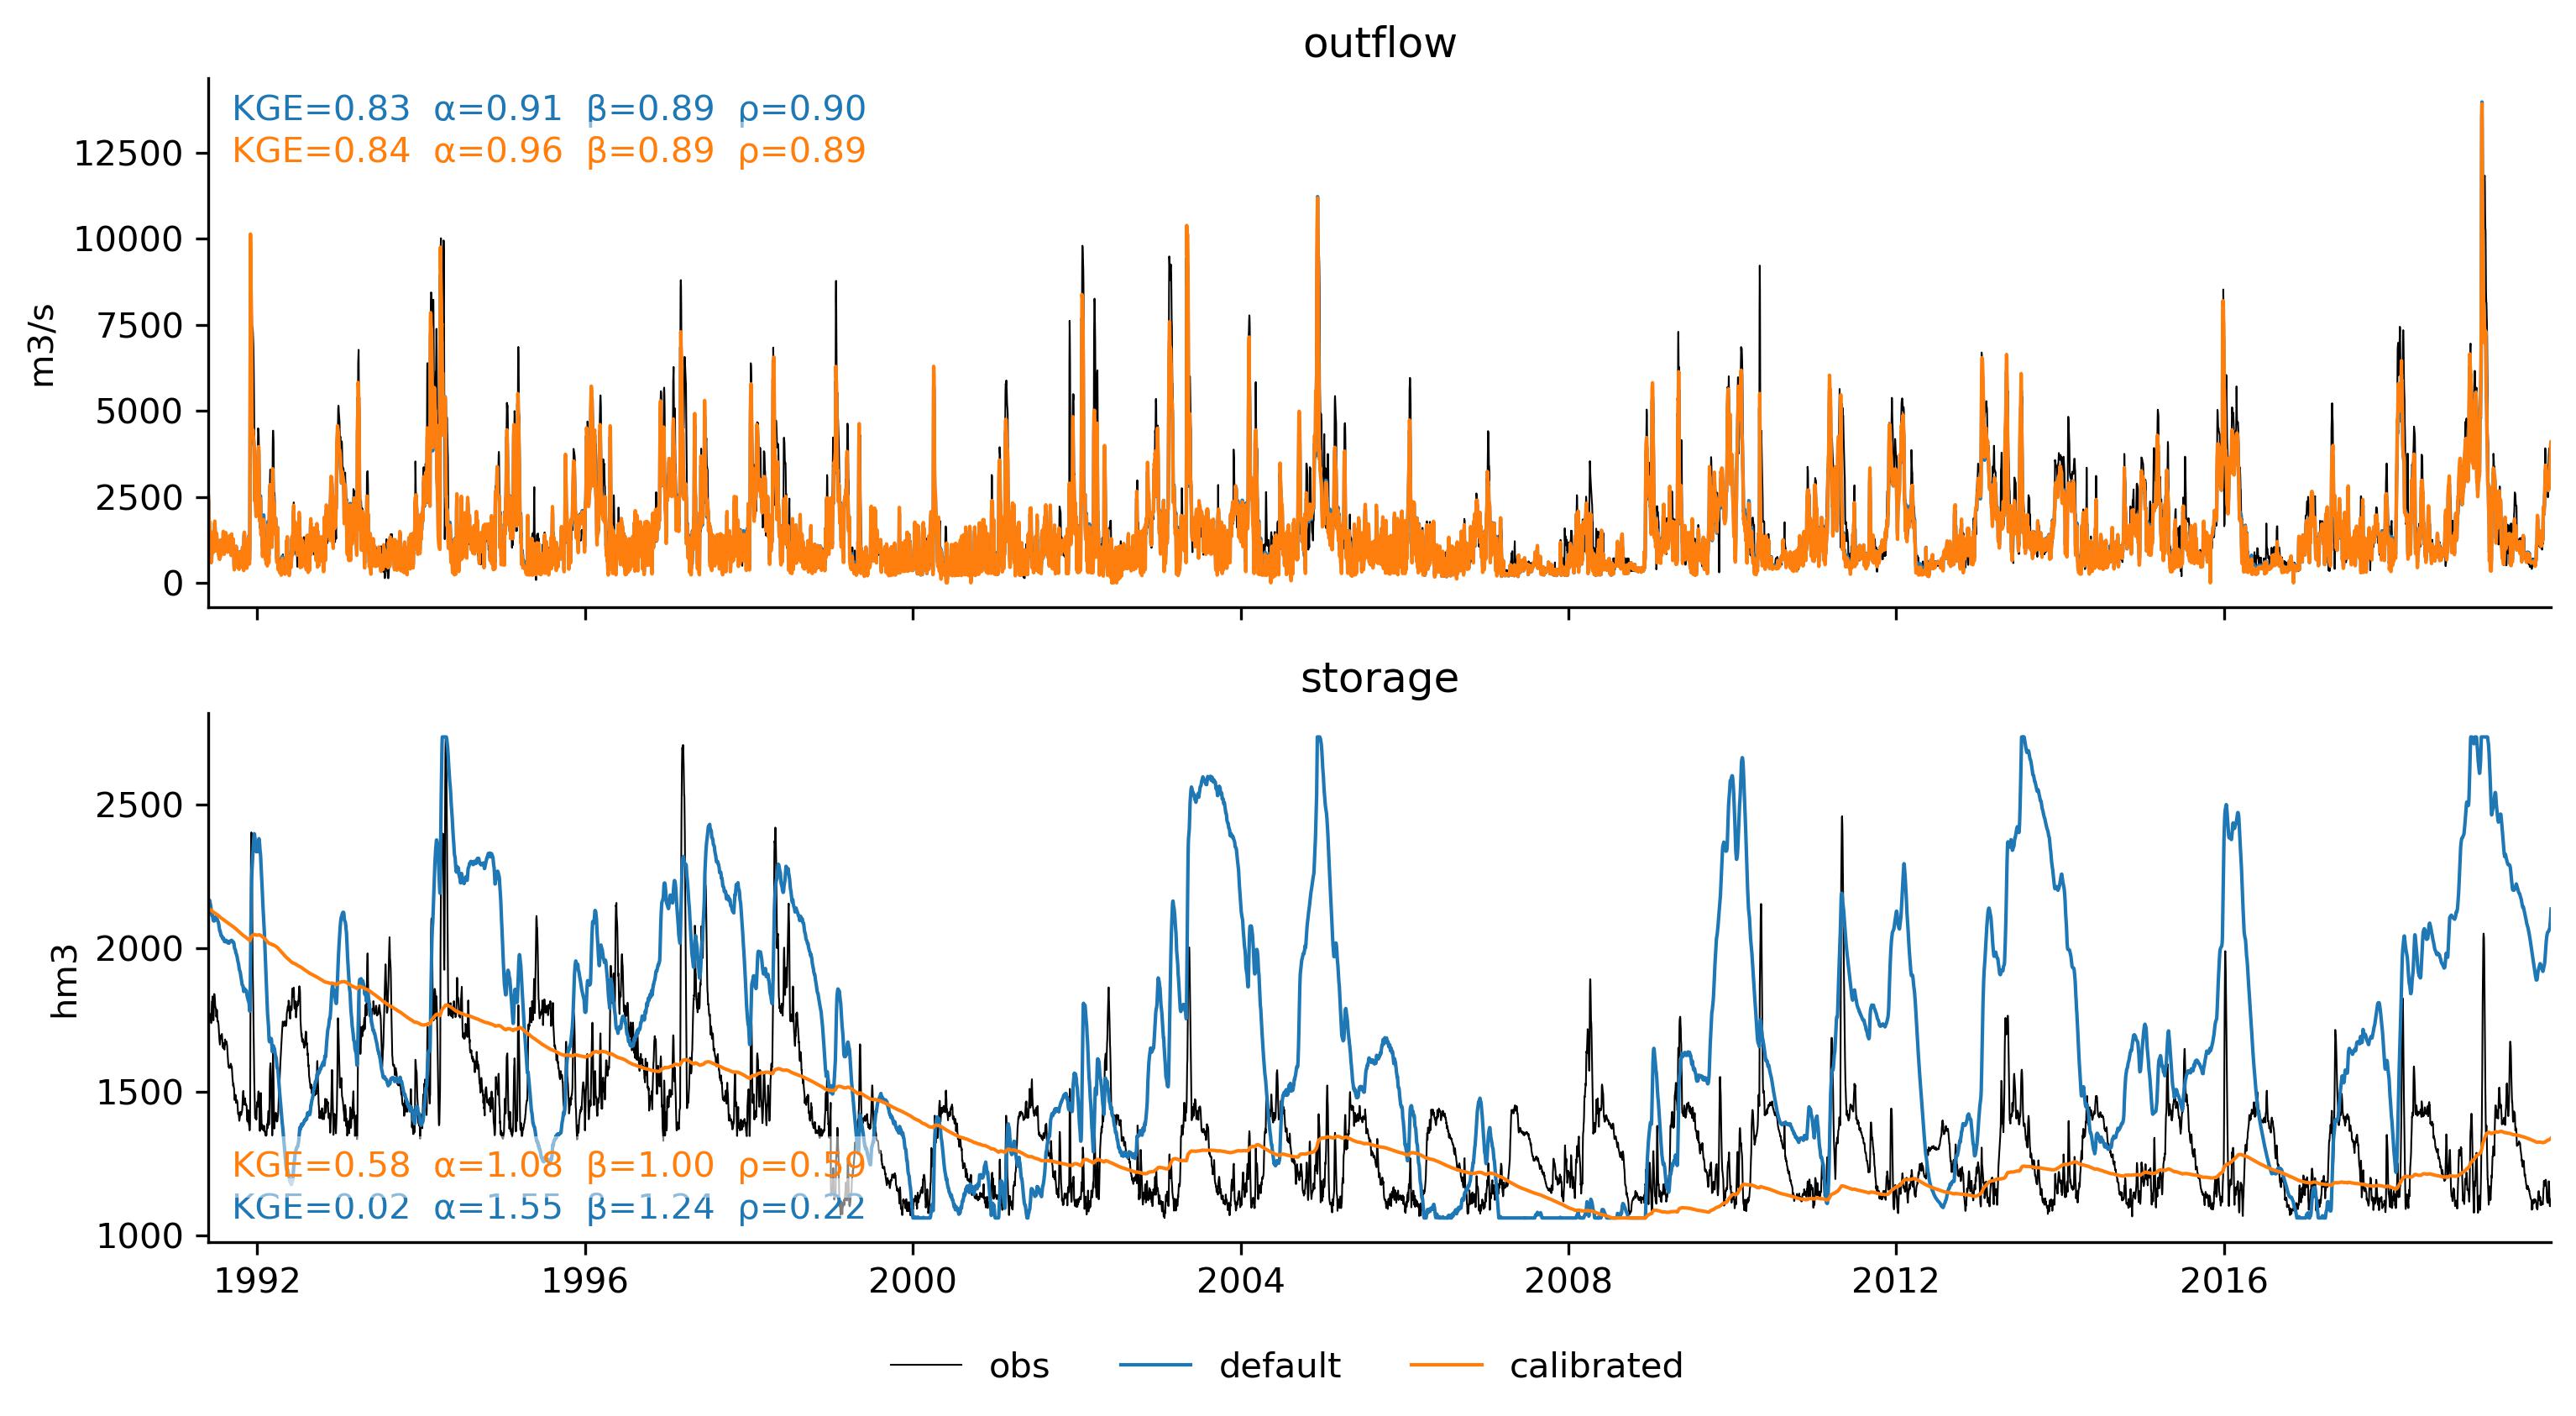 outflow
KGE=0.83 α=0.91 β=0.89 ρ=0.90
KGE=0.84 α=0.96 β=0.89 ρ=0.89
12500
10000
7500
5000
2500
0
m3/s
storage
2500
2000
1500
1000
hm3
KGE=0.58 α=1.08 β=1.00 ρ=0.59
KGE=0.02 α=1.55 β=1.24 ρ=0.22
1992 1996 2000 2004 2008 2012 2016
obs default calibrated